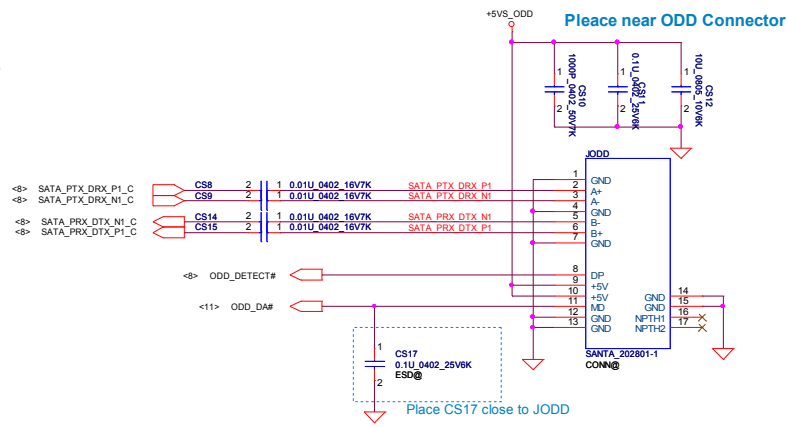 +5VS_ODD
Pleace near ODD Connector
1
2
1000P_0402_50V7K
CS10
1
2
0.1U_0402_25V6K
CS11
1
2
10U_0805_10V6K
CS12
JODD
<8> SATA_PTX_DRX_P1_C CS8 2 1 0.01U_0402_16V7K SATA_PTX_DRX_P1
<8> SATA_PTX_DRX_N1_C CS9 2 1 0.01U_0402_16V7K SATA_PTX_DRX_N1
<8> SATA_PRX_DTX_N1_C CS14 2 1 0.01U_0402_16V7K SATA_PRX_DTX_N1
<8> SATA_PRX_DTX_P1_C CS15 2 1 0.01U_0402_16V7K SATA_PRX_DTX_P1
1 GND
2 A+
3 A-
4 GND
5 B-
6 B+
7 GND
<8> ODD_DETECT# 8 DP
9 +5V
10 +5V GND 14
<11> ODD_DA# 11 MD GND 15
12 GND NPTH1 16
13 GND NPTH2 17
SANTA_202801-1
CONN@
1
CS17
0.1U_0402_25V6K
ESD@
2
Place CS17 close to JODD